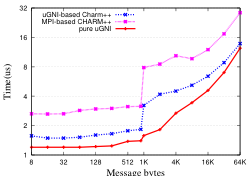 uGNI-based Charm++
MPI-based CHARM++
pure uGNI
Time(us)
32
16
8
4
2
1
8 32 128 512 1K 4K 16K 64K
Message bytes